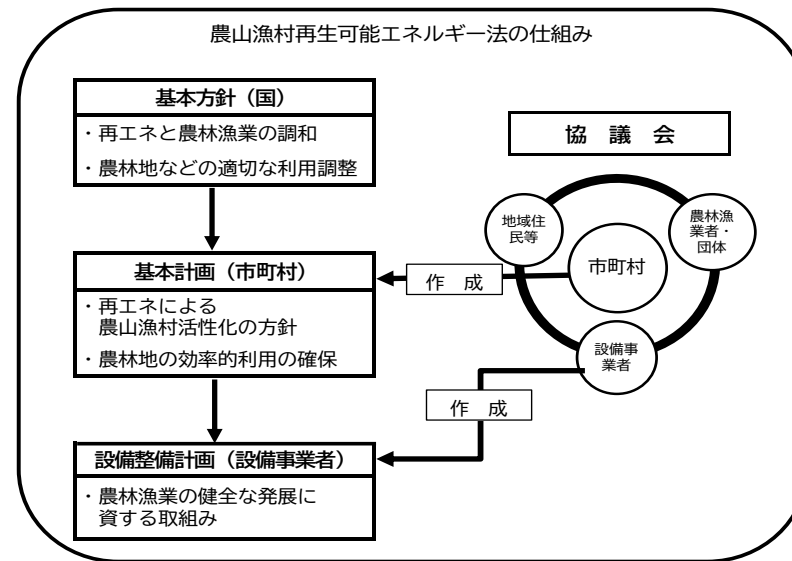 農山漁村再生可能エネルギー法の仕組み
基本方針（国）
・再エネと農林漁業の調和
・農林地などの適切な利用調整
協　議　会
地域住
民等
農林漁
業者・
団体
市町村
設備事
業者
作　成
基本計画（市町村）
・再エネによる
農山漁村活性化の方針
・農林地の効率的利用の確保
作　成
設備整備計画（設備事業者）
・農林漁業の健全な発展に
資する取組み